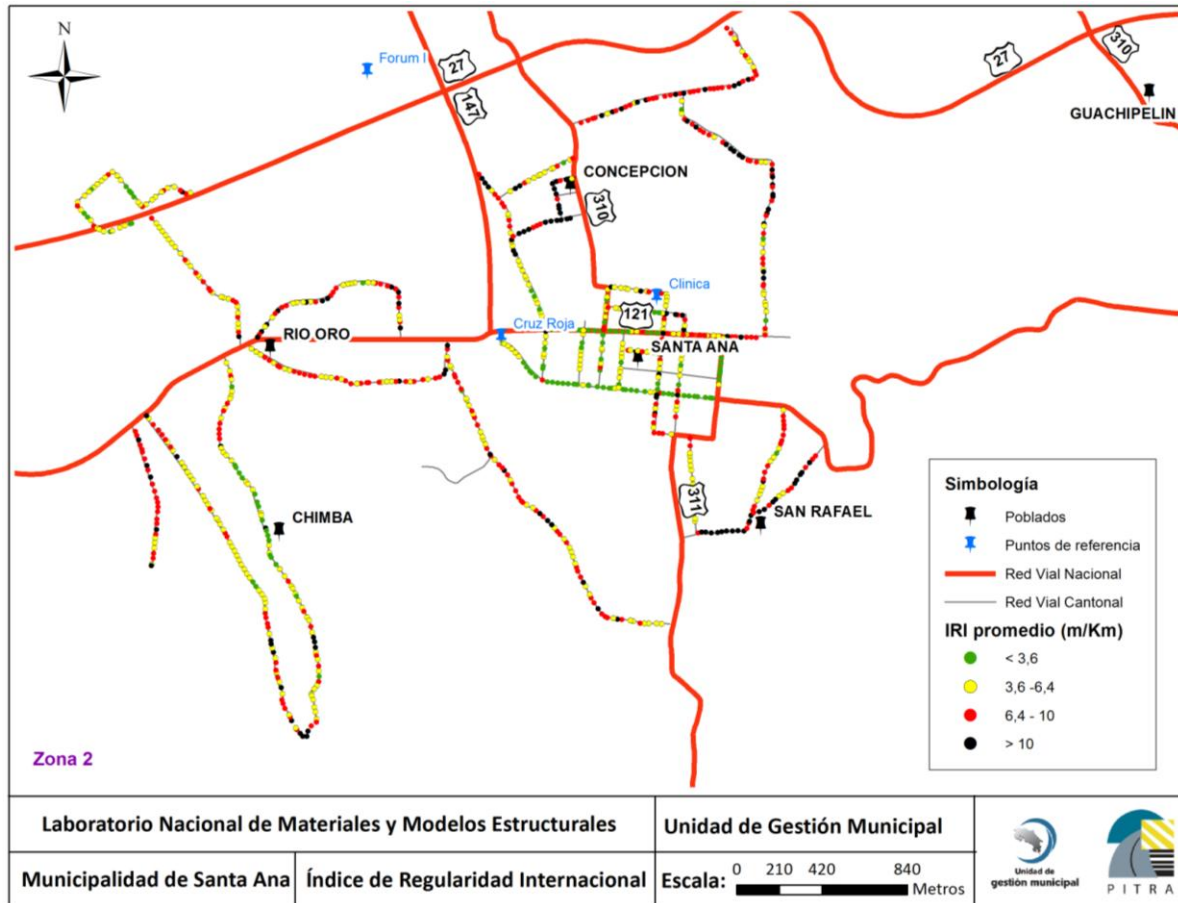 N
Forum I
27
147
27
310
GUACHIPELIN
CONCEPCION
310
Clinica
121
Cruz Roja
RIO ORO
SANTA ANA
311
SAN RAFAEL
CHIMBA
Simbología
Poblados
Puntos de referencia
Red Vial Nacional
Red Vial Cantonal
IRI promedio (m/Km)
< 3,6
3,6 -6,4
6,4 - 10
> 10
Zona 2
Laboratorio Nacional de Materiales y Modelos Estructurales
Unidad de Gestión Municipal
Municipalidad de Santa Ana
Índice de Regularidad Internacional
Escala:
0 210 420 840
Metros
Unidad de
gestión municipal
PITRA